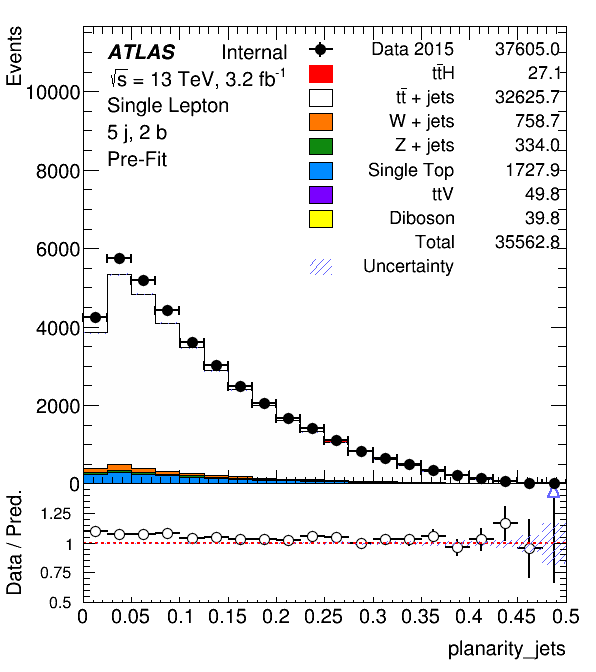 Events
10000
8000
6000
4000
2000
0
ATLAS Internal
√s = 13 TeV, 3.2 fb⁻¹
Single Lepton
5 j, 2 b
Pre-Fit
Data 2015 37605.0
tt̄H 27.1
tt̄ + jets 32625.7
W + jets 758.7
Z + jets 334.0
Single Top 1727.9
ttV 49.8
Diboson 39.8
Total 35562.8
Uncertainty
Data / Pred.
1.25
1
0.75
0.5
0 0.05 0.1 0.15 0.2 0.25 0.3 0.35 0.4 0.45 0.5
planarity_jets